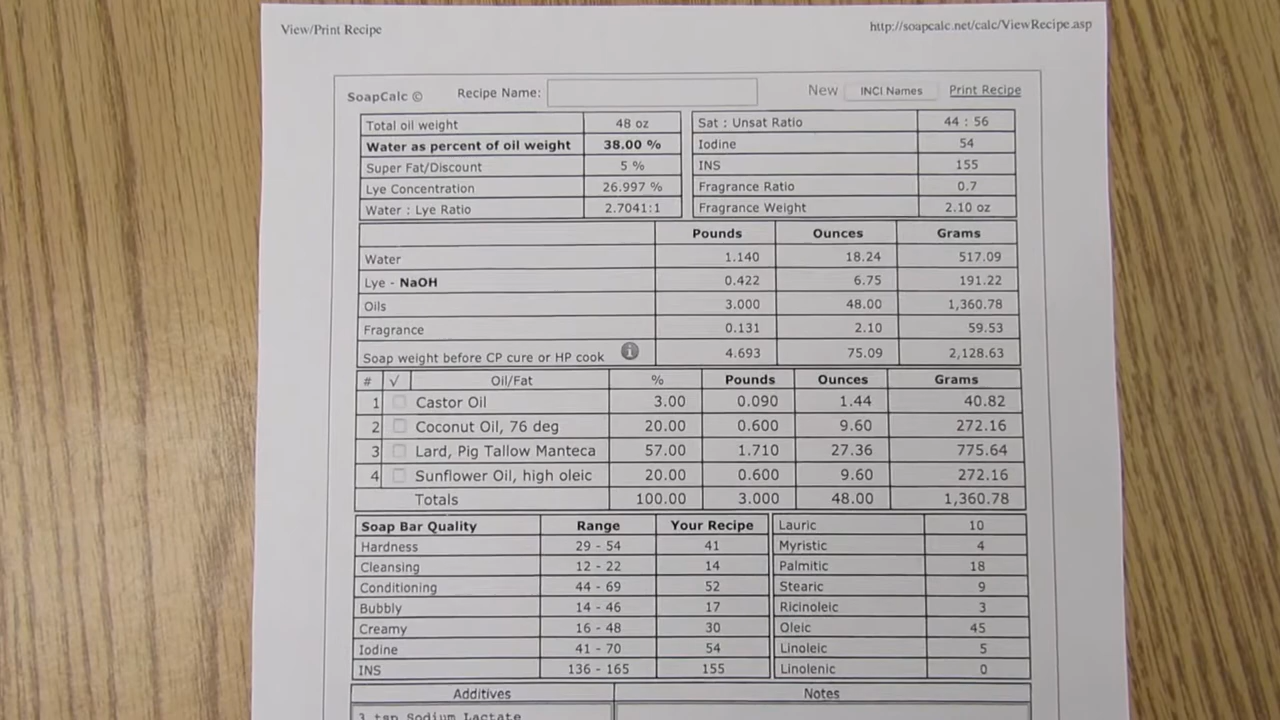 View/Print Recipe http://soapcalc.net/calc/ViewRecipe.asp
SoapCalc © Recipe Name: New INCI Names Print Recipe
Total oil weight 48 oz Sat : Unsat Ratio 44 : 56
Water as percent of oil weight 38.00 % Iodine 54
Super Fat/Discount 5 % INS 155
Lye Concentration 26.997 % Fragrance Ratio 0.7
Water : Lye Ratio 2.7041:1 Fragrance Weight 2.10 oz
Pounds Ounces Grams
Water 1.140 18.24 517.09
Lye - NaOH 0.422 6.75 191.22
Oils 3.000 48.00 1,360.78
Fragrance 0.131 2.10 59.53
Soap weight before CP cure or HP cook i 4.693 75.09 2,128.63
# √ Oil/Fat % Pounds Ounces Grams
1 Castor Oil 3.00 0.090 1.44 40.82
2 Coconut Oil, 76 deg 20.00 0.600 9.60 272.16
3 Lard, Pig Tallow Manteca 57.00 1.710 27.36 775.64
4 Sunflower Oil, high oleic 20.00 0.600 9.60 272.16
Totals 100.00 3.000 48.00 1,360.78
Soap Bar Quality Range Your Recipe Lauric 10
Hardness 29 - 54 41 Myristic 4
Cleansing 12 - 22 14 Palmitic 18
Conditioning 44 - 69 52 Stearic 9
Bubbly 14 - 46 17 Ricinoleic 3
Creamy 16 - 48 30 Oleic 45
Iodine 41 - 70 54 Linoleic 5
INS 136 - 165 155 Linolenic 0
Additives Notes
3 tsp Sodium Lactate